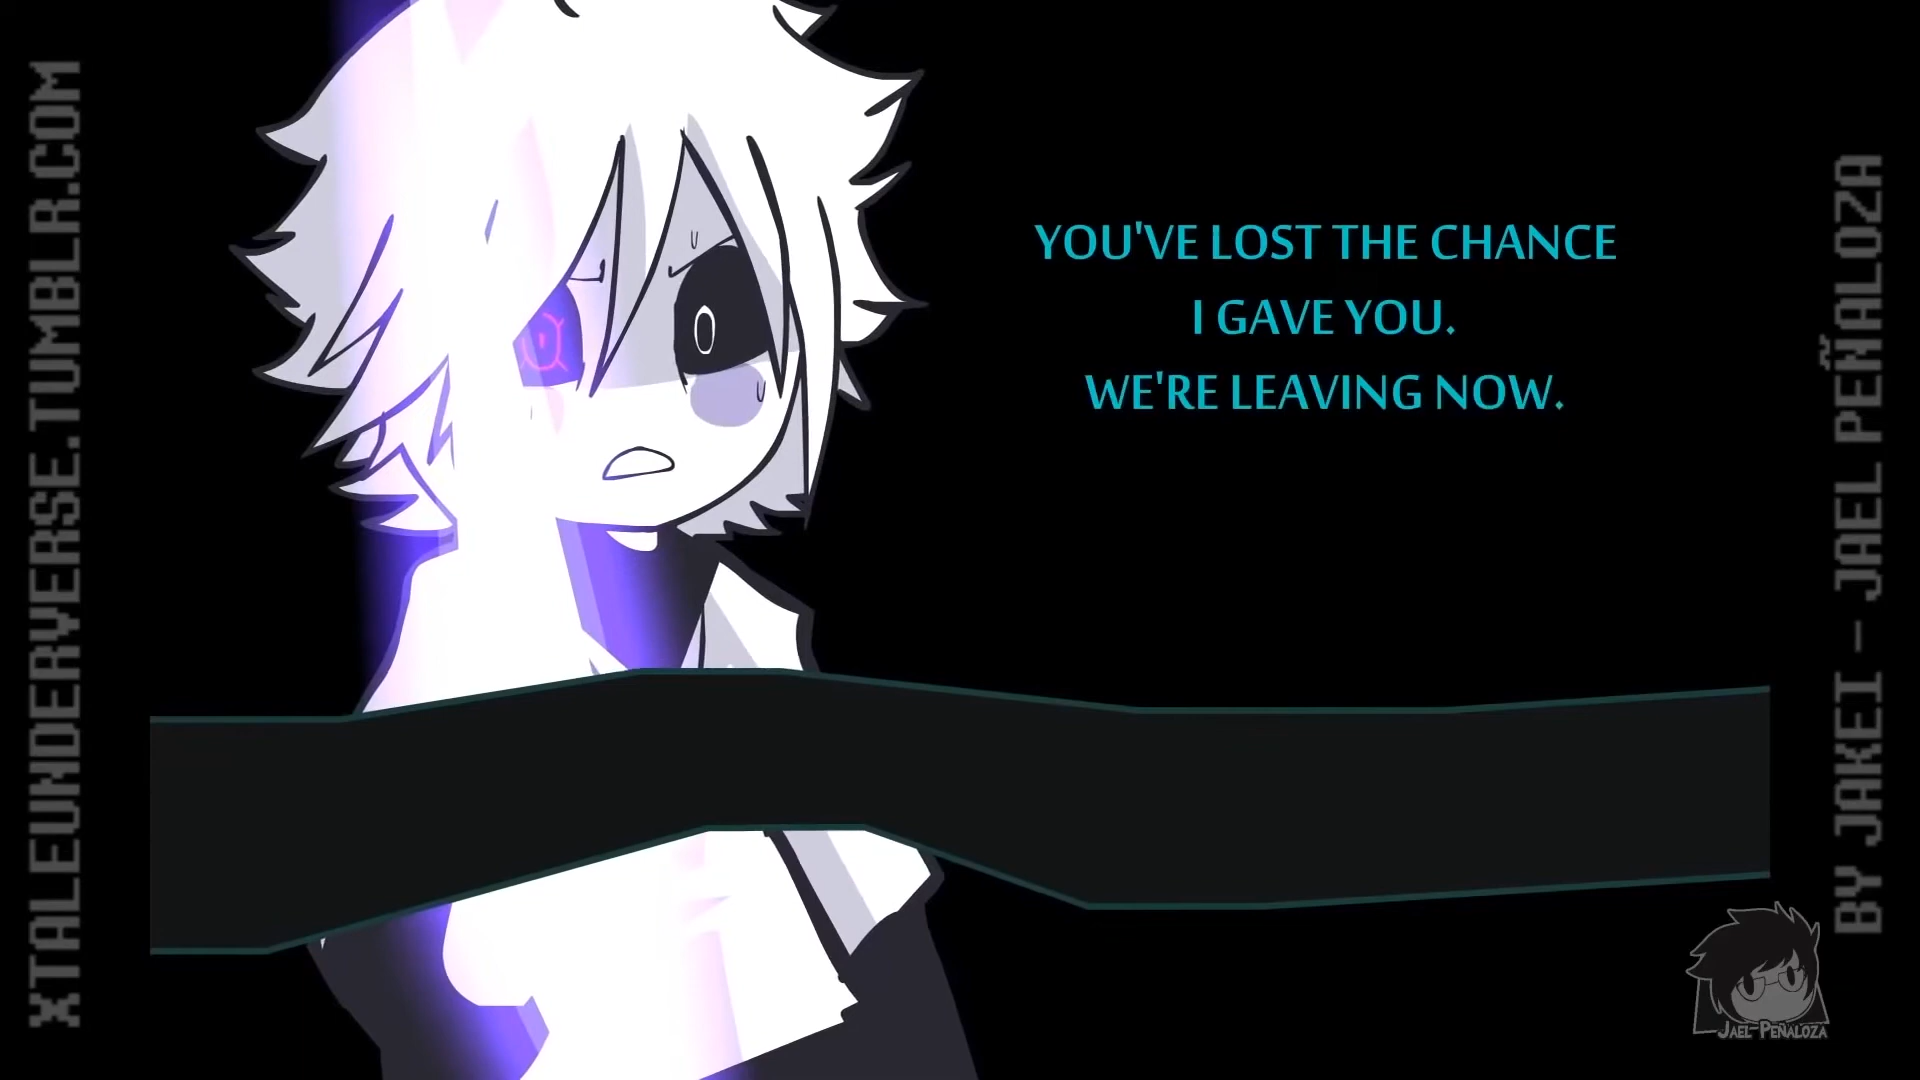 XTALEUNDERVERSE.TUMBLR.COM
YOU'VE LOST THE CHANCE
I GAVE YOU.
WE'RE LEAVING NOW.
BY JAKEI - JAEL PEÑALOZA
JAEL-PEÑALOZA